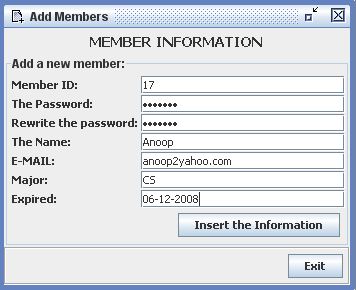 Add Members
MEMBER INFORMATION
Add a new member:
Member ID: 17
The Password: •••••••
Rewrite the password: •••••••
The Name: Anoop
E-MAIL: anoop2yahoo.com
Major: CS
Expired: 06-12-2008
Insert the Information
Exit